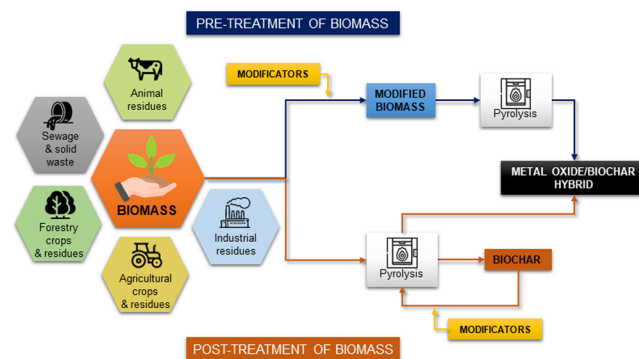 PRE-TREATMENT OF BIOMASS
Animal
residues
Sewage
& solid
waste
BIOMASS
Forestry
crops
& residues
Industrial
residues
Agricultural
crops
& residues
MODIFICATORS
MODIFIED
BIOMASS
Pyrolysis
METAL OXIDE/BIOCHAR
HYBRID
Pyrolysis
BIOCHAR
MODIFICATORS
POST-TREATMENT OF BIOMASS